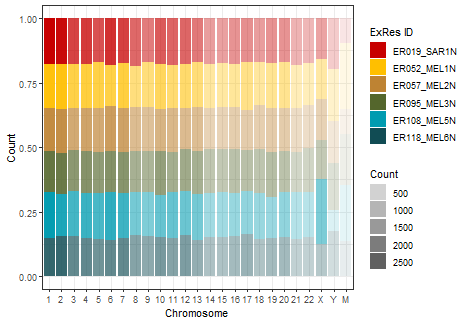 1.00
0.75
0.50
0.25
0.00
Count
1 2 3 4 5 6 7 8 9 10 11 12 13 14 15 16 17 18 19 20 21 22 X Y M
Chromosome
ExRes ID
ER019_SAR1N
ER052_MEL1N
ER057_MEL2N
ER095_MEL3N
ER108_MEL5N
ER118_MEL6N
Count
500
1000
1500
2000
2500